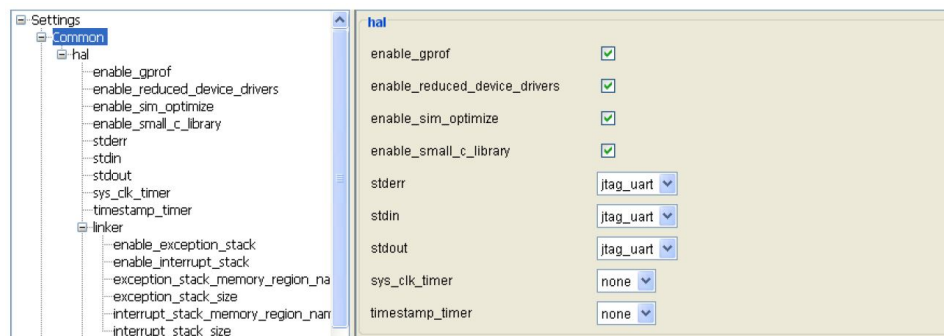 Settings
Common
hal
enable_gprof
enable_reduced_device_drivers
enable_sim_optimize
enable_small_c_library
stderr
stdin
stdout
sys_clk_timer
timestamp_timer
linker
enable_exception_stack
enable_interrupt_stack
exception_stack_memory_region_na
exception_stack_size
interrupt_stack_memory_region_nam
interrupt_stack_size
hal
enable_gprof
enable_reduced_device_drivers
enable_sim_optimize
enable_small_c_library
stderr jtag_uart
stdin jtag_uart
stdout jtag_uart
sys_clk_timer none
timestamp_timer none